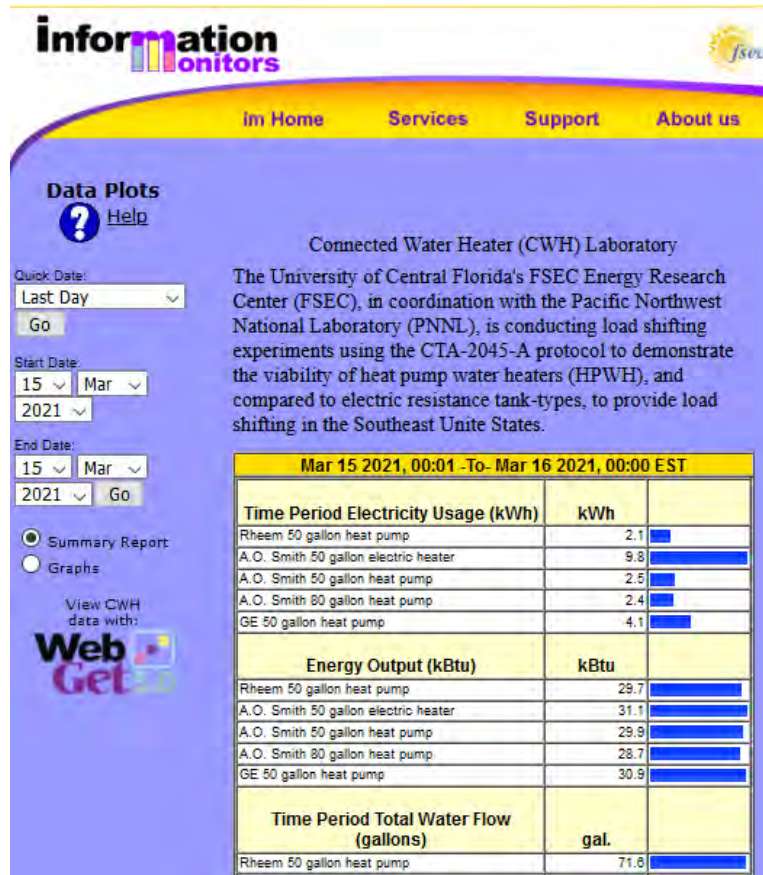 Information
monitors
im Home Services Support About us
Data Plots
? Help
Quick Date:
Last Day
Go
Start Date:
15 Mar
2021
End Date:
15 Mar
2021 Go
Summary Report
Graphs
View CWH
data with:
Web
Get
Connected Water Heater (CWH) Laboratory
The University of Central Florida's FSEC Energy Research
Center (FSEC), in coordination with the Pacific Northwest
National Laboratory (PNNL), is conducting load shifting
experiments using the CTA-2045-A protocol to demonstrate
the viability of heat pump water heaters (HPWH), and
compared to electric resistance tank-types, to provide load
shifting in the Southeast Unite States.
Mar 15 2021, 00:01 -To- Mar 16 2021, 00:00 EST
Time Period Electricity Usage (kWh) kWh
Rheem 50 gallon heat pump 2.1
A.O. Smith 50 gallon electric heater 9.8
A.O. Smith 50 gallon heat pump 2.5
A.O. Smith 80 gallon heat pump 2.4
GE 50 gallon heat pump 4.1
Energy Output (kBtu) kBtu
Rheem 50 gallon heat pump 29.7
A.O. Smith 50 gallon electric heater 31.1
A.O. Smith 50 gallon heat pump 29.9
A.O. Smith 80 gallon heat pump 28.7
GE 50 gallon heat pump 30.9
Time Period Total Water Flow
(gallons) gal.
Rheem 50 gallon heat pump 71.6